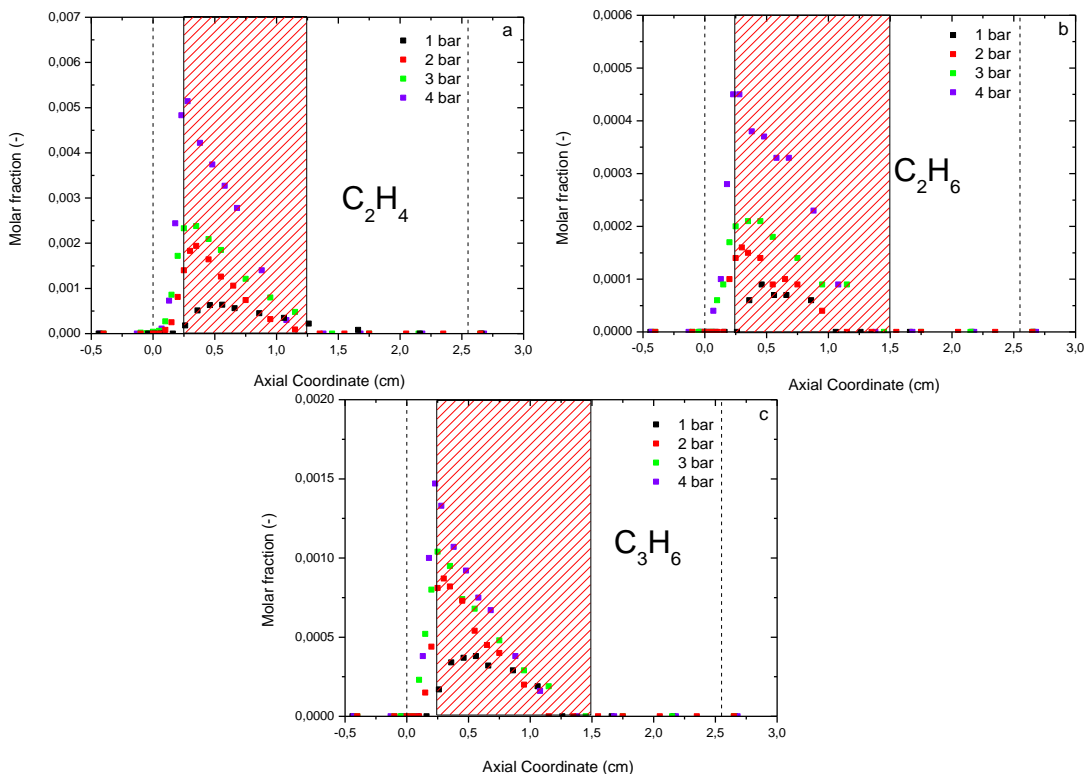 0,007
0,006
0,005
0,004
0,003
0,002
0,001
0,000
Molar fraction (-)
a
1 bar
2 bar
3 bar
4 bar
C₂H₄
-0,5 0,0 0,5 1,0 1,5 2,0 2,5 3,0
Axial Coordinate (cm)
0,0006
0,0005
0,0004
0,0003
0,0002
0,0001
0,0000
Molar fraction (-)
b
1 bar
2 bar
3 bar
4 bar
C₂H₆
-0,5 0,0 0,5 1,0 1,5 2,0 2,5 3,0
Axial Coordinate (cm)
0,0020
0,0015
0,0010
0,0005
0,0000
Molar fraction (-)
c
1 bar
2 bar
3 bar
4 bar
C₃H₆
-0,5 0,0 0,5 1,0 1,5 2,0 2,5 3,0
Axial Coordinate (cm)